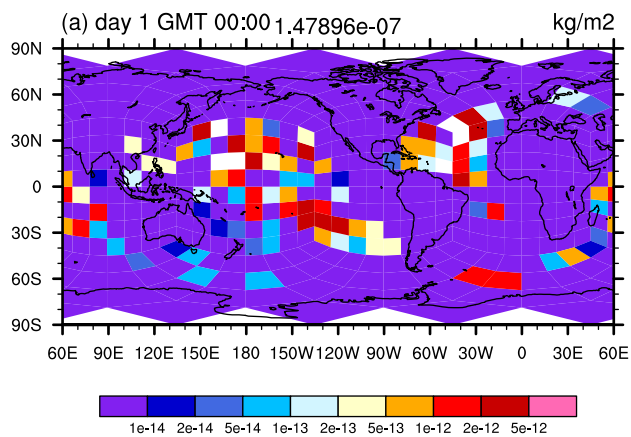 (a) day 1 GMT 00:00 1.47896e-07 kg/m2
90N
60N
30N
0
30S
60S
90S
60E 90E 120E 150E 180 150W 120W 90W 60W 30W 0 30E 60E
1e-14 2e-14 5e-14 1e-13 2e-13 5e-13 1e-12 2e-12 5e-12